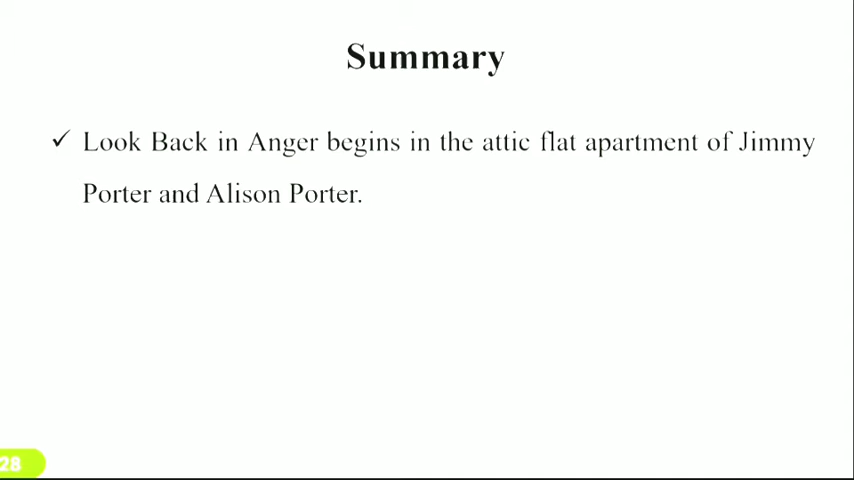 Summary
✓ Look Back in Anger begins in the attic flat apartment of Jimmy
Porter and Alison Porter.
28